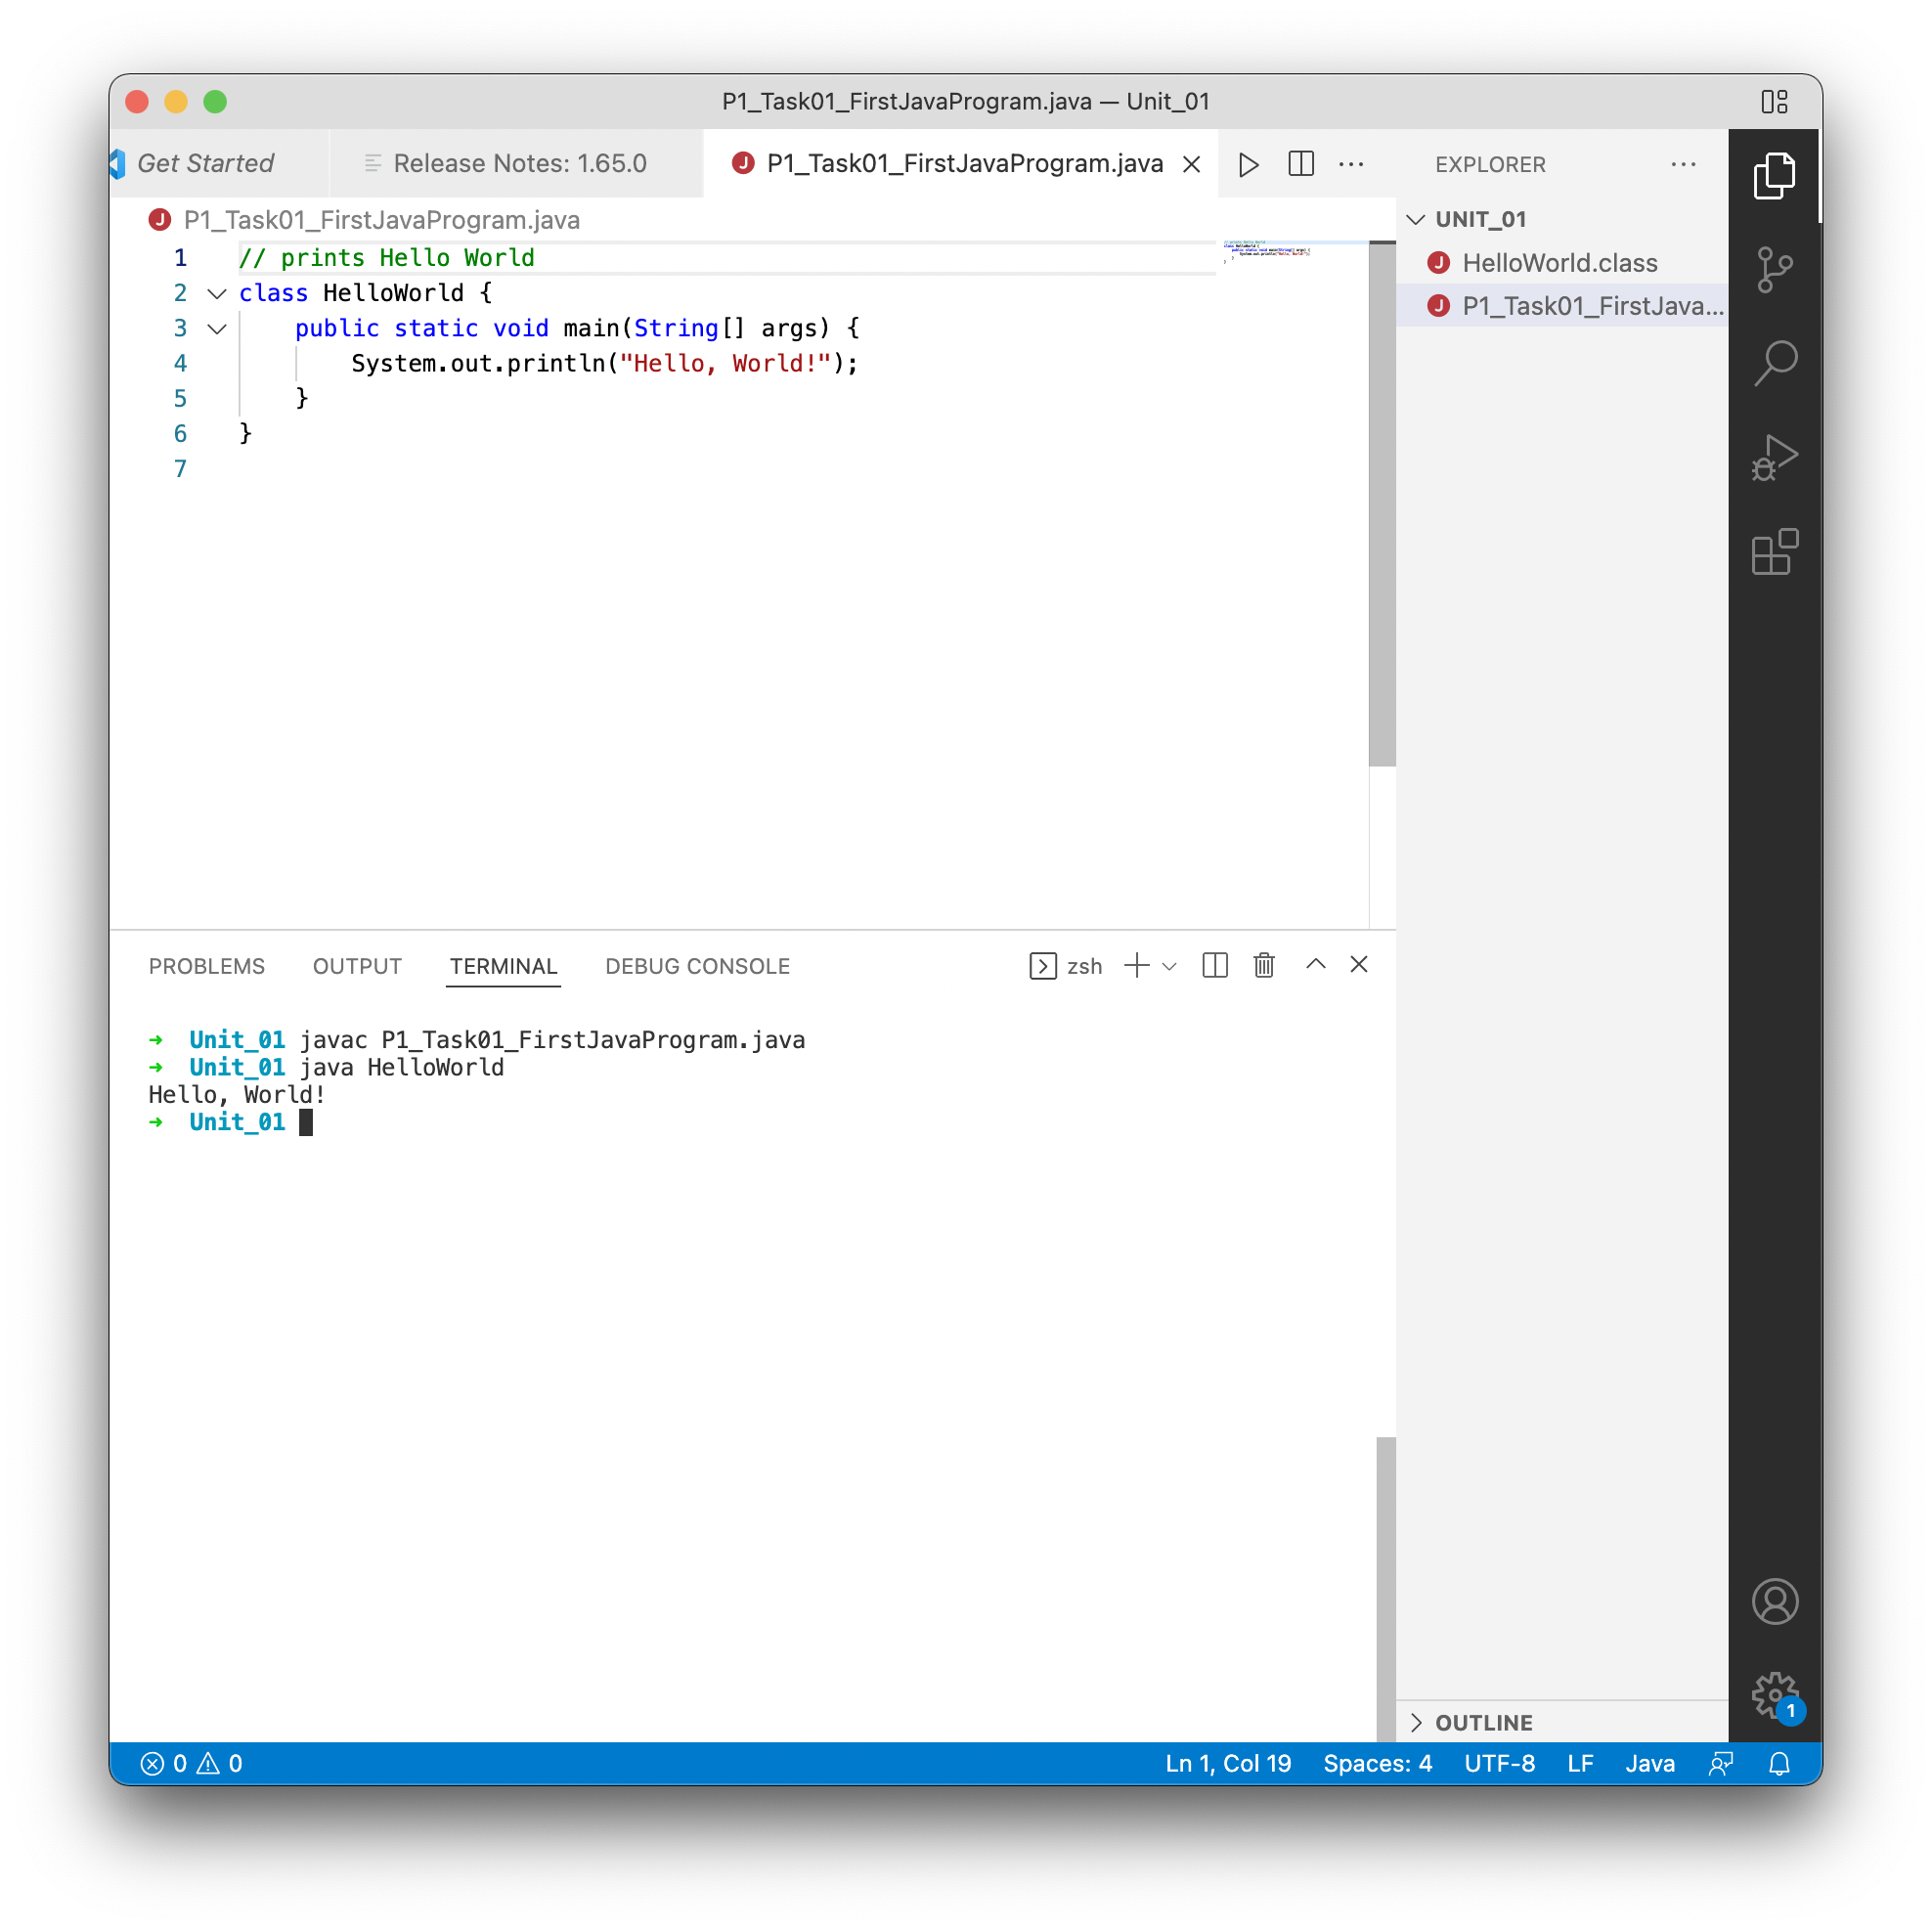 P1_Task01_FirstJavaProgram.java — Unit_01
Get Started
Release Notes: 1.65.0
P1_Task01_FirstJavaProgram.java
P1_Task01_FirstJavaProgram.java
1 // prints Hello World
2 class HelloWorld {
3 public static void main(String[] args) {
4 System.out.println("Hello, World!");
5 }
6 }
7
PROBLEMS OUTPUT TERMINAL DEBUG CONSOLE
zsh
➜ Unit_01 javac P1_Task01_FirstJavaProgram.java
➜ Unit_01 java HelloWorld
Hello, World!
➜ Unit_01
EXPLORER
UNIT_01
HelloWorld.class
P1_Task01_FirstJava...
OUTLINE
1
0 0
Ln 1, Col 19 Spaces: 4 UTF-8 LF Java